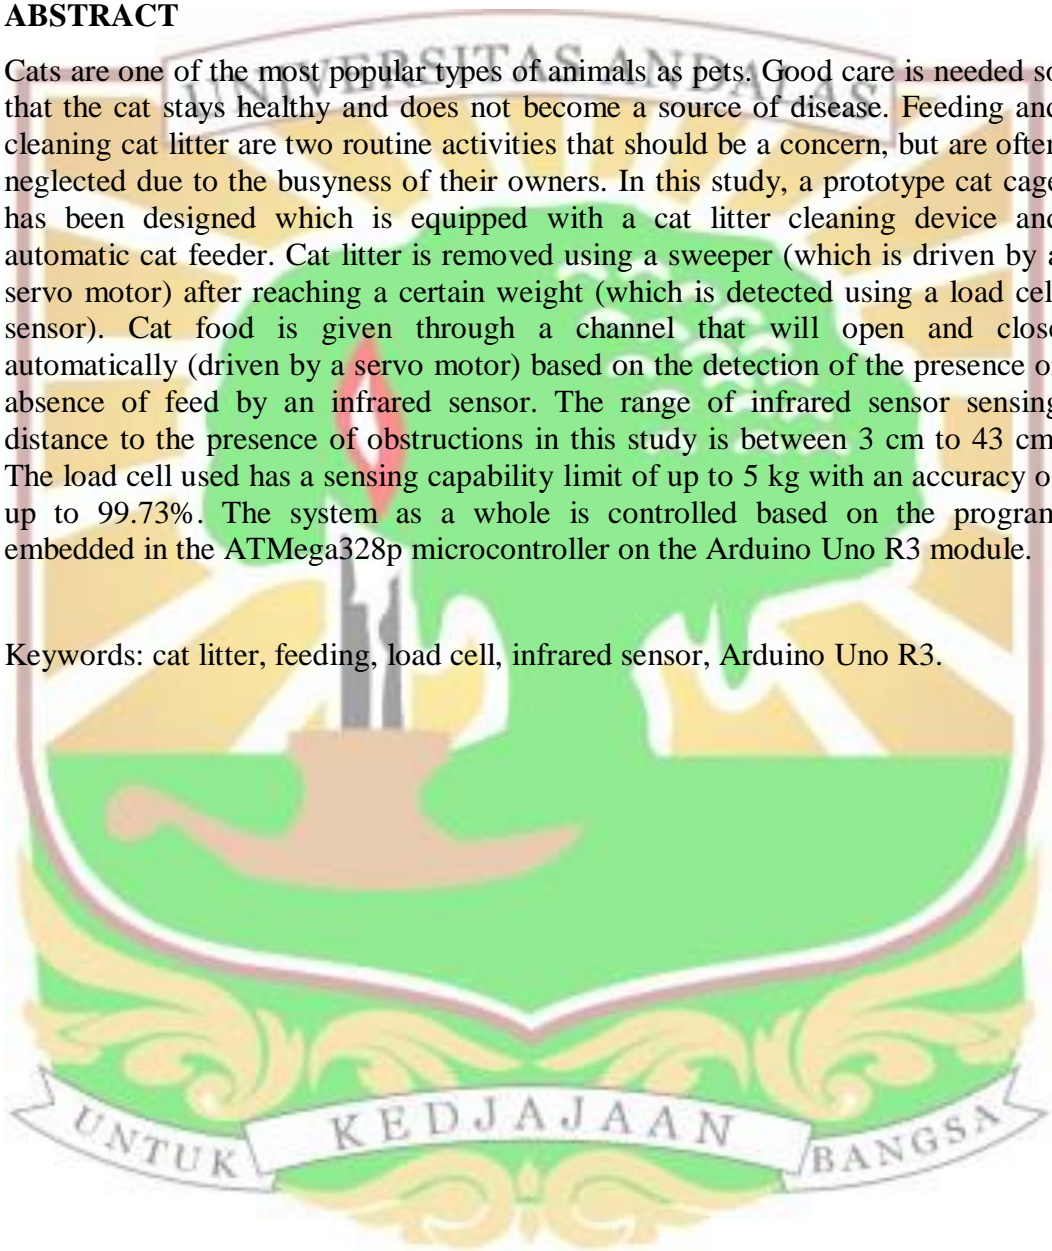 ABSTRACT
UNIVERSITAS ANDALAS
Cats are one of the most popular types of animals as pets. Good care is needed so
that the cat stays healthy and does not become a source of disease. Feeding and
cleaning cat litter are two routine activities that should be a concern, but are often
neglected due to the busyness of their owners. In this study, a prototype cat cage
has been designed which is equipped with a cat litter cleaning device and
automatic cat feeder. Cat litter is removed using a sweeper (which is driven by a
servo motor) after reaching a certain weight (which is detected using a load cell
sensor). Cat food is given through a channel that will open and close
automatically (driven by a servo motor) based on the detection of the presence or
absence of feed by an infrared sensor. The range of infrared sensor sensing
distance to the presence of obstructions in this study is between 3 cm to 43 cm
The load cell used has a sensing capability limit of up to 5 kg with an accuracy of
up to 99.73%. The system as a whole is controlled based on the program
embedded in the ATMega328p microcontroller on the Arduino Uno R3 module.
Keywords: cat litter, feeding, load cell, infrared sensor, Arduino Uno R3.
UNTUK KEDJAJAAN BANGSA